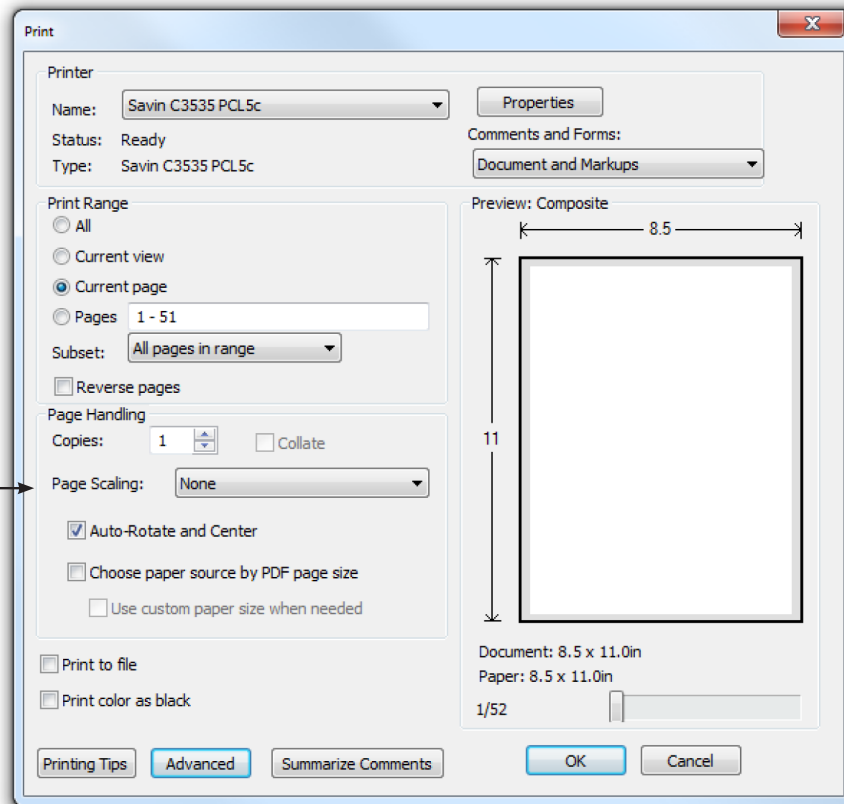 Print
Printer
Name: Savin C3535 PCL5c
Properties
Status: Ready
Comments and Forms:
Type: Savin C3535 PCL5c
Document and Markups
Print Range
All
Current view
Current page
Pages 1 - 51
Subset: All pages in range
Reverse pages
Page Handling
Copies: 1 Collate
Page Scaling: None
Auto-Rotate and Center
Choose paper source by PDF page size
Use custom paper size when needed
Print to file
Print color as black
Preview: Composite
8.5
11
Document: 8.5 x 11.0in
Paper: 8.5 x 11.0in
1/52
Printing Tips Advanced Summarize Comments OK Cancel